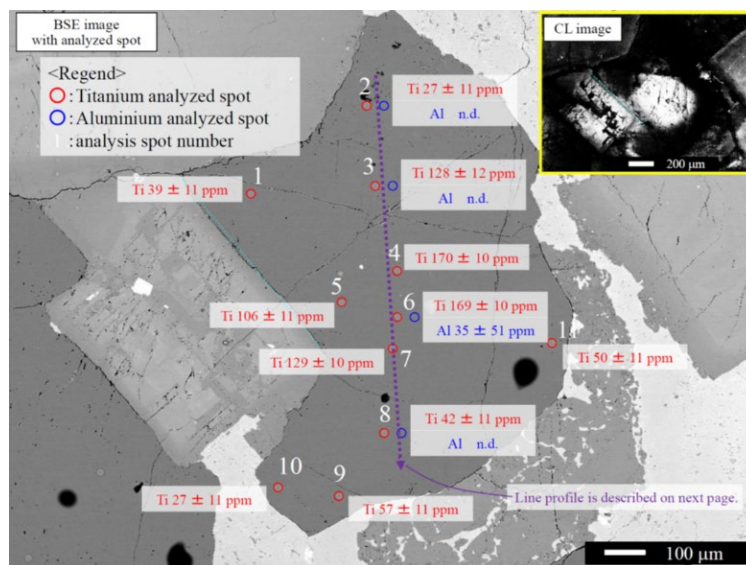 BSE image
with analyzed spot
<Regend>
: Titanium analyzed spot
: Aluminium analyzed spot
1 : analysis spot number
CL image
200 μm
2
Ti 27 ± 11 ppm
Al n.d.
3
Ti 128 ± 12 ppm
Al n.d.
Ti 39 ± 11 ppm
1
4
Ti 170 ± 10 ppm
5
Ti 106 ± 11 ppm
6
Ti 169 ± 10 ppm
Al 35 ± 51 ppm
Ti 129 ± 10 ppm
7
1
Ti 50 ± 11 ppm
8
Ti 42 ± 11 ppm
Al n.d.
10
Ti 27 ± 11 ppm
9
Ti 57 ± 11 ppm
Line profile is described on next page.
100 μm